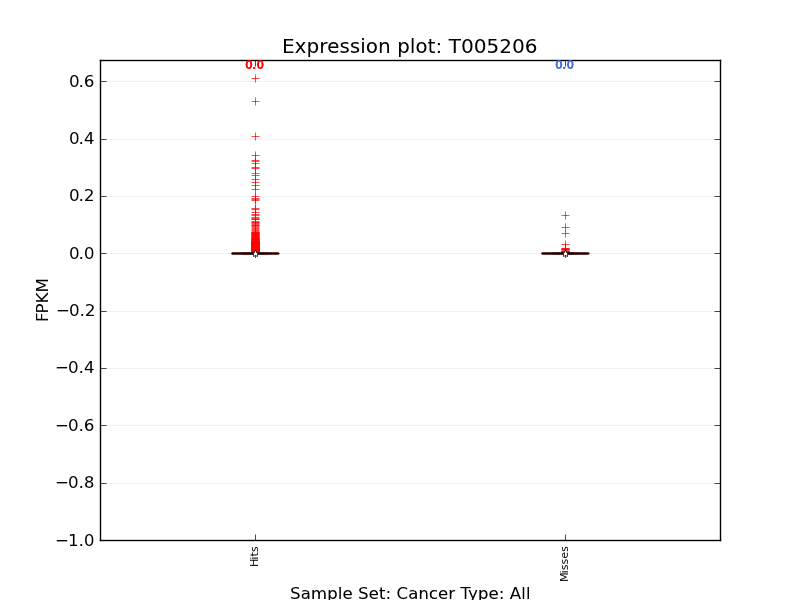 Expression plot: T005206
0.0 0.0
0.6
0.4
0.2
0.0
−0.2
−0.4
−0.6
−0.8
−1.0
FPKM
Hits
Misses
Sample Set: Cancer Type: All